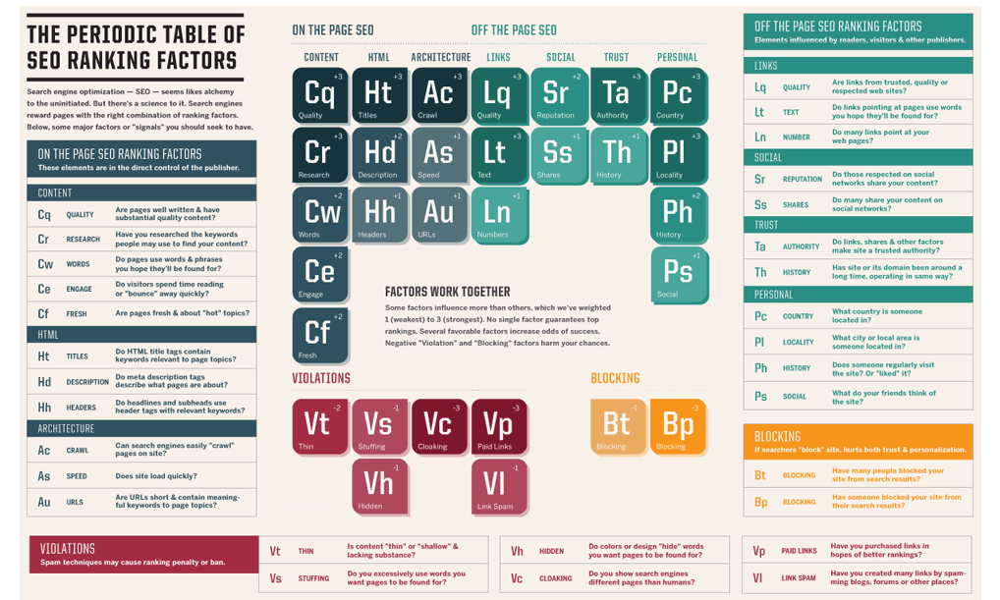 THE PERIODIC TABLE OF
SEO RANKING FACTORS
Search engine optimization — SEO — seems like alchemy
to the uninitiated. But there's a science to it. Search engines
reward pages with the right combination of ranking factors.
Below, some major factors or "signals" you should seek to have.
ON THE PAGE SEO RANKING FACTORS
These elements are in the direct control of the publisher.
CONTENT
Cq QUALITY Are pages well written & have
substantial quality content?
Cr RESEARCH Have you researched the keywords
people may use to find your content?
Cw WORDS Do pages use words & phrases
you hope they'll be found for?
Ce ENGAGE Do visitors spend time reading
or "bounce" away quickly?
Cf FRESH Are pages fresh & about "hot" topics?
HTML
Ht TITLES Do HTML title tags contain
keywords relevant to page topics?
Hd DESCRIPTION Do meta description tags
describe what pages are about?
Hh HEADERS Do headlines and subheads use
header tags with relevant keywords?
ARCHITECTURE
Ac CRAWL Can search engines easily "crawl"
pages on site?
As SPEED Does site load quickly?
Au URLS Are URLs short & contain meaning-
ful keywords to page topics?
ON THE PAGE SEO OFF THE PAGE SEO
CONTENT HTML ARCHITECTURE LINKS SOCIAL TRUST PERSONAL
+3 +3 +3 +3 +2 +3 +3
Cq Ht Ac Lq Sr Ta Pc
Quality Titles Crawl Quality Reputation Authority Country
+3 +2 +1 +3 +1 +1 +3
Cr Hd As Lt Ss Th Pl
Research Description Speed Text Shares History Locality
+2 +1 +1 +1 +2
Cw Hh Au Ln Ph
Words Headers URLs Numbers History
+2 +1
Ce Ps
Engage Social
+2
Cf
Fresh
FACTORS WORK TOGETHER
Some factors influence more than others, which we've weighted
1 (weakest) to 3 (strongest). No single factor guarantees top
rankings. Several favorable factors increase odds of success.
Negative "Violation" and "Blocking" factors harm your chances.
VIOLATIONS BLOCKING
-2 -1 -3 -3 -1 -3
Vt Vs Vc Vp Bt Bp
Thin Stuffing Cloaking Paid Links Blocking Blocking
-1 -1
Vh Vl
Hidden Link Spam
OFF THE PAGE SEO RANKING FACTORS
Elements influenced by readers, visitors & other publishers.
LINKS
Lq QUALITY Are links from trusted, quality or
respected web sites?
Lt TEXT Do links pointing at pages use words
you hope they'll be found for?
Ln NUMBER Do many links point at your
web pages?
SOCIAL
Sr REPUTATION Do those respected on social
networks share your content?
Ss SHARES Do many share your content on
social networks?
TRUST
Ta AUTHORITY Do links, shares & other factors
make site a trusted authority?
Th HISTORY Has site or its domain been around a
long time, operating in same way?
PERSONAL
Pc COUNTRY What country is someone
located in?
Pl LOCALITY What city or local area is
someone located in?
Ph HISTORY Does someone regularly visit
the site? Or "liked" it?
Ps SOCIAL What do your friends think of
the site?
BLOCKING
If searchers "block" site, hurts both trust & personalization.
Bt BLOCKING Have many people blocked your
site from search results?
Bp BLOCKING Has someone blocked your site from
their search results?
VIOLATIONS
Spam techniques may cause ranking penalty or ban.
Vt THIN Is content "thin" or "shallow" &
lacking substance?
Vs STUFFING Do you excessively use words you
want pages to be found for?
Vh HIDDEN Do colors or design "hide" words
you want pages to be found for?
Vc CLOAKING Do you show search engines
different pages than humans?
Vp PAID LINKS Have you purchased links in
hopes of better rankings?
Vl LINK SPAM Have you created many links by spam-
ming blogs, forums or other places?